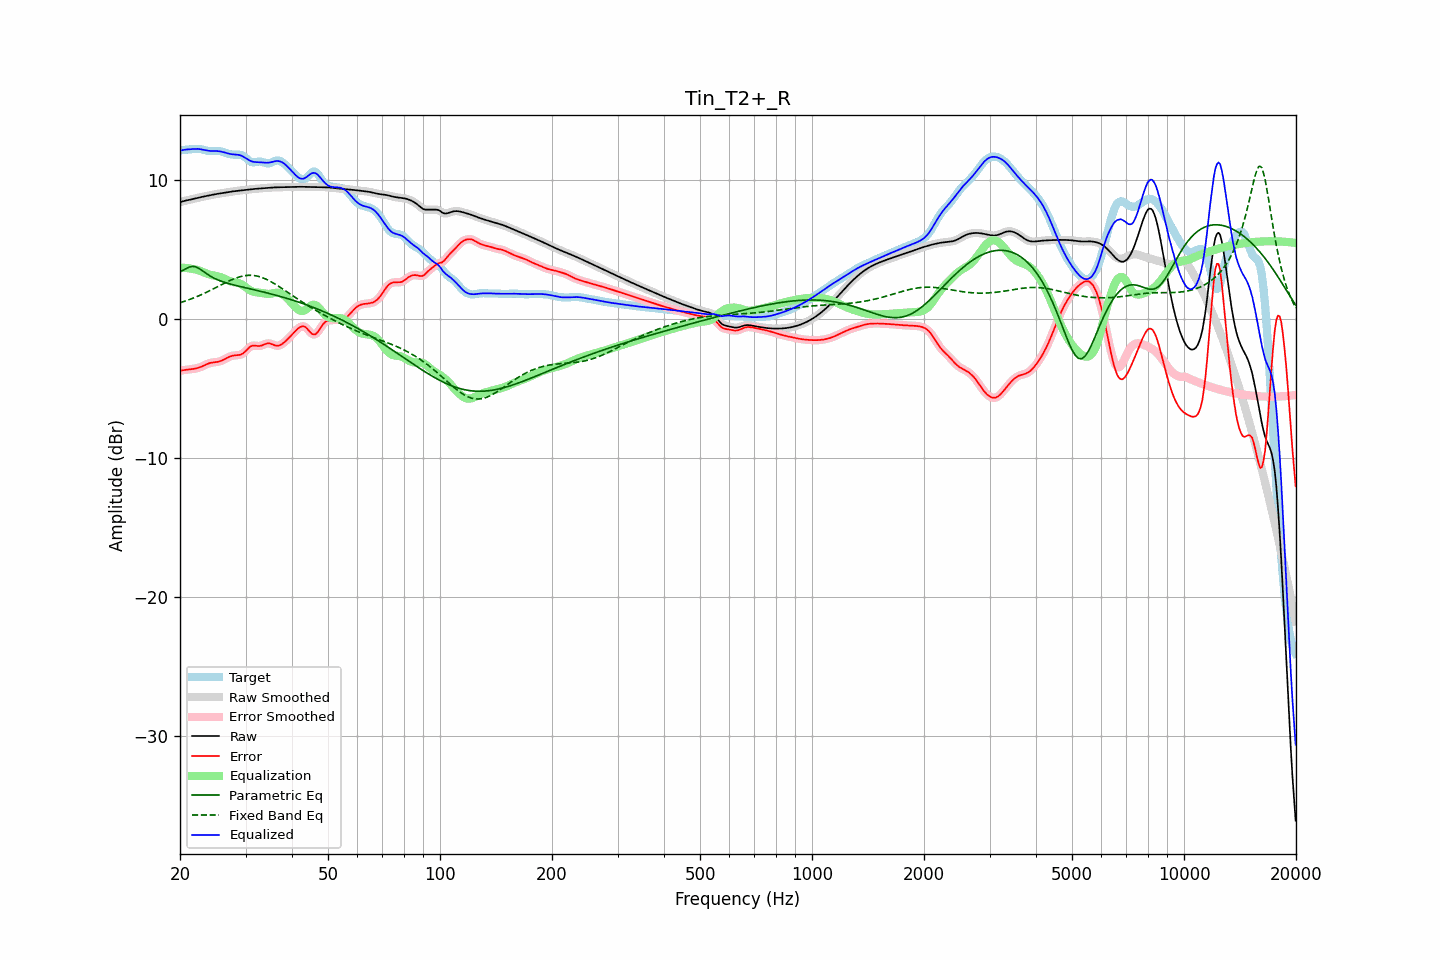 Tin_T2+_R
Amplitude (dBr)
10
0
−10
−20
−30
Target
Raw Smoothed
Error Smoothed
Raw
Error
Equalization
Parametric Eq
Fixed Band Eq
Equalized
20 50 100 200 500 1000 2000 5000 10000 20000
Frequency (Hz)